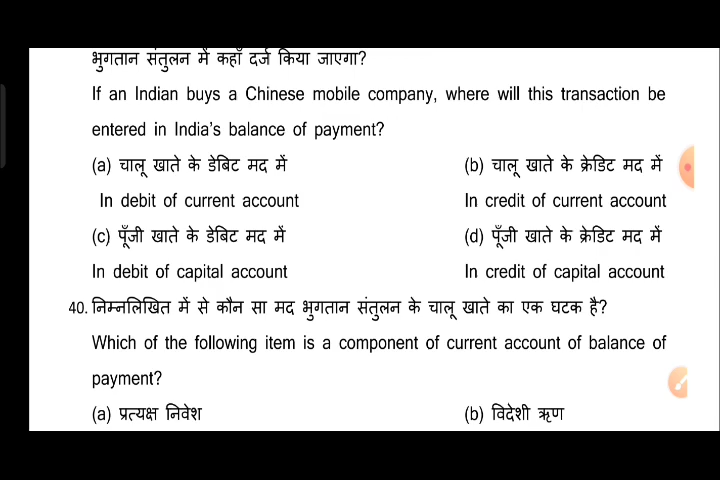 भुगतान संतुलन में कहाँ दर्ज किया जाएगा?
If an Indian buys a Chinese mobile company, where will this transaction be
entered in India's balance of payment?
(a) चालू खाते के डेबिट मद में (b) चालू खाते के क्रेडिट मद में
In debit of current account In credit of current account
(c) पूँजी खाते के डेबिट मद में (d) पूँजी खाते के क्रेडिट मद में
In debit of capital account In credit of capital account
40. निम्नलिखित में से कौन सा मद भुगतान संतुलन के चालू खाते का एक घटक है?
Which of the following item is a component of current account of balance of
payment?
(a) प्रत्यक्ष निवेश (b) विदेशी ऋण